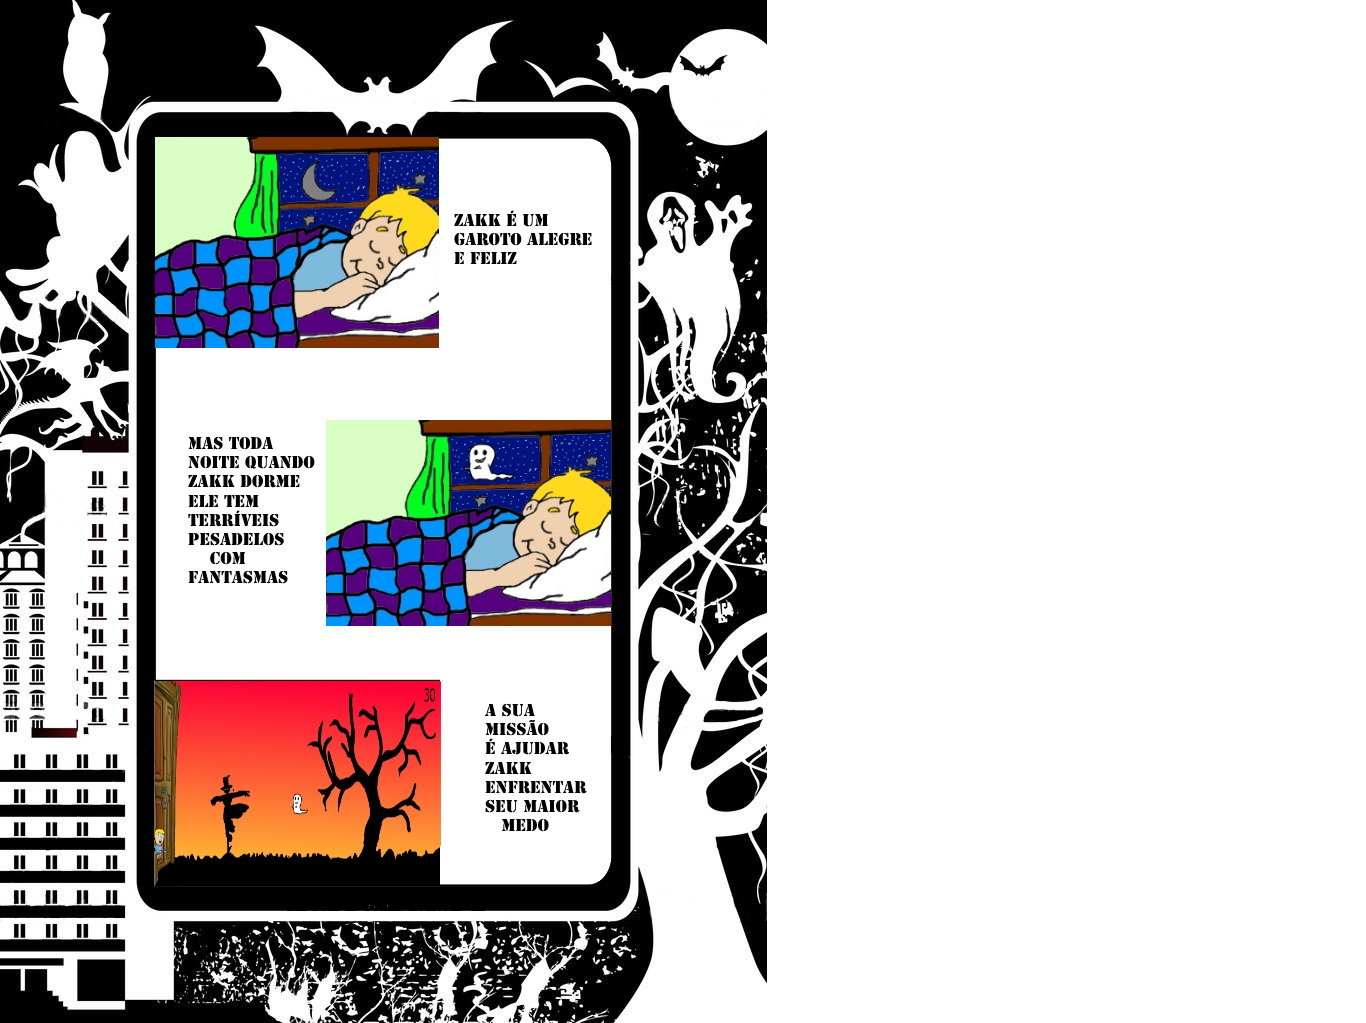 ZAKK É UM
GAROTO ALEGRE
E FELIZ
MAS TODA
NOITE QUANDO
ZAKK DORME
ELE TEM
TERRÍVEIS
PESADELOS
COM
FANTASMAS
30
A SUA
MISSÃO
É AJUDAR
ZAKK
ENFRENTAR
SEU MAIOR
MEDO